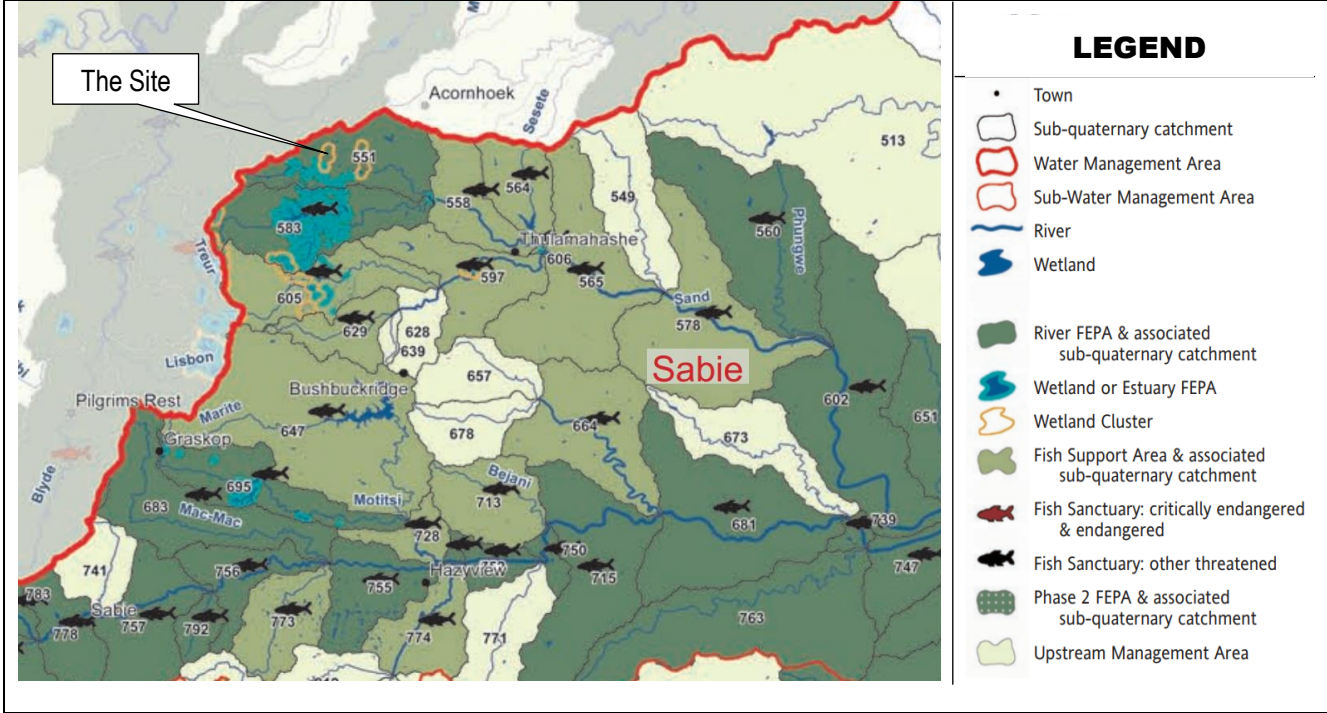 The Site
Acornhoek
Sesete
513
551
564
549
558
560
Phungwe
583
Treur
Thulamahashe
606
597
565
605
Sand
578
629
628
639
Sabie
Lisbon
657
Bushbuckridge
602
651
Pilgrims Rest
Marite
647
664
678
673
Graskop
Blyde
695
Bejani
Motitsi
713
683
Mac-Mac
681
739
728
750
747
741
756
755
Hazyview
715
783
Sabie
763
778
757
792
773
774
771
LEGEND
Town
Sub-quaternary catchment
Water Management Area
Sub-Water Management Area
River
Wetland
River FEPA & associated
sub-quaternary catchment
Wetland or Estuary FEPA
Wetland Cluster
Fish Support Area & associated
sub-quaternary catchment
Fish Sanctuary: critically endangered
& endangered
Fish Sanctuary: other threatened
Phase 2 FEPA & associated
sub-quaternary catchment
Upstream Management Area